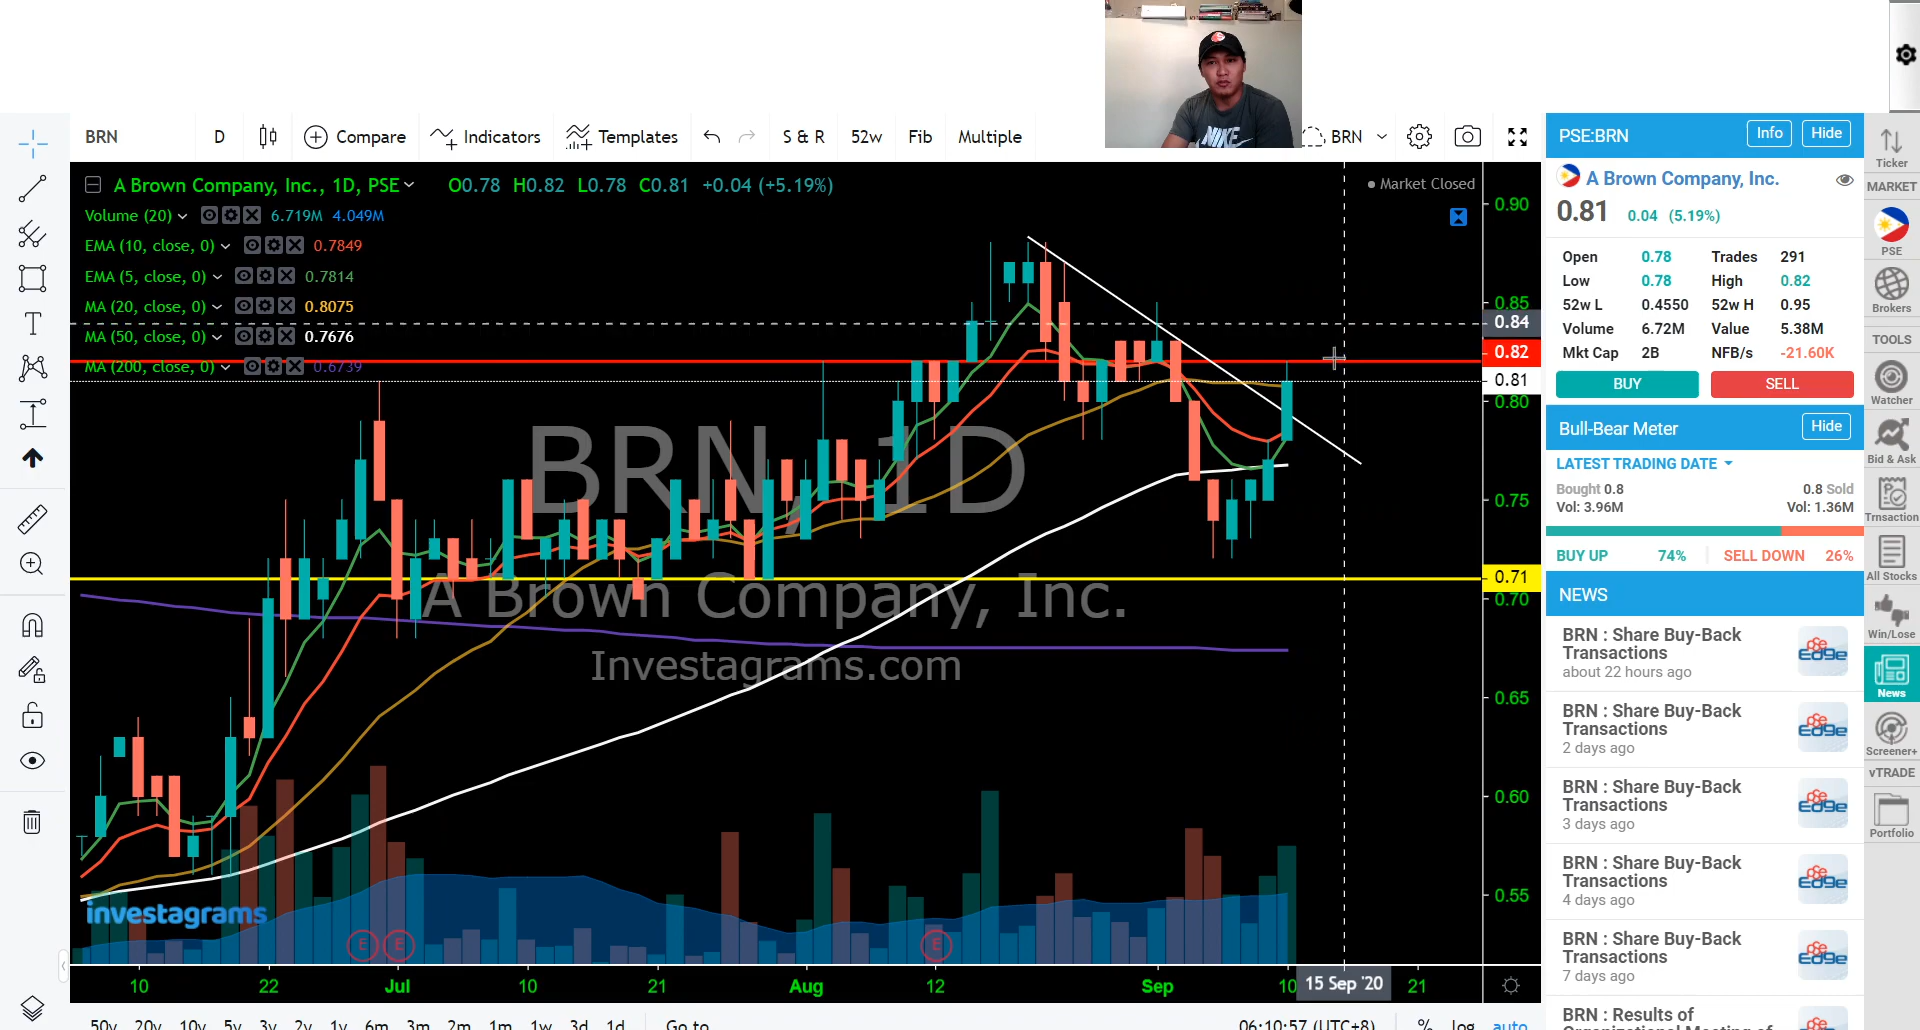 BRN
D
Compare
Indicators
Templates
S & R
52w
Fib
Multiple
NIKE
BRN
A Brown Company, Inc., 1D, PSE
O0.78 H0.82 L0.78 C0.81 +0.04 (+5.19%)
Market Closed
Volume (20) 6.719M 4.049M
EMA (10, close, 0) 0.7849
EMA (5, close, 0) 0.7814
MA (20, close, 0) 0.8075
MA (50, close, 0) 0.7676
MA (200, close, 0) 0.6739
BRN, 1D
A Brown Company, Inc.
Investagrams.com
investagrams
E
E
E
0.90
0.85
0.84
0.82
0.81
0.80
0.75
0.71
0.70
0.65
0.60
0.55
10
22
Jul
10
21
Aug
12
Sep
10
15 Sep '20
21
50y 20y 10y 5y 3y 2y 1y 6m 3m 2m 1m 1w 3d 1d Go to
06:10:57 (UTC+8) % log auto
PSE:BRN
Info
Hide
A Brown Company, Inc.
0.81 0.04 (5.19%)
Open 0.78 Trades 291
Low 0.78 High 0.82
52w L 0.4550 52w H 0.95
Volume 6.72M Value 5.38M
Mkt Cap 2B NFB/s -21.60K
BUY
SELL
Bull-Bear Meter
Hide
LATEST TRADING DATE
Bought 0.8 0.8 Sold
Vol: 3.96M Vol: 1.36M
BUY UP 74% SELL DOWN 26%
NEWS
BRN : Share Buy-Back
Transactions
about 22 hours ago
pse
EDGe
BRN : Share Buy-Back
Transactions
2 days ago
pse
EDGe
BRN : Share Buy-Back
Transactions
3 days ago
pse
EDGe
BRN : Share Buy-Back
Transactions
4 days ago
pse
EDGe
BRN : Share Buy-Back
Transactions
7 days ago
pse
EDGe
BRN : Results of
Organizational Meeting of
Ticker
MARKET
PSE
Brokers
TOOLS
Watcher
Bid & Ask
Trnsaction
All Stocks
Win/Lose
News
Screener+
vTRADE
Portfolio